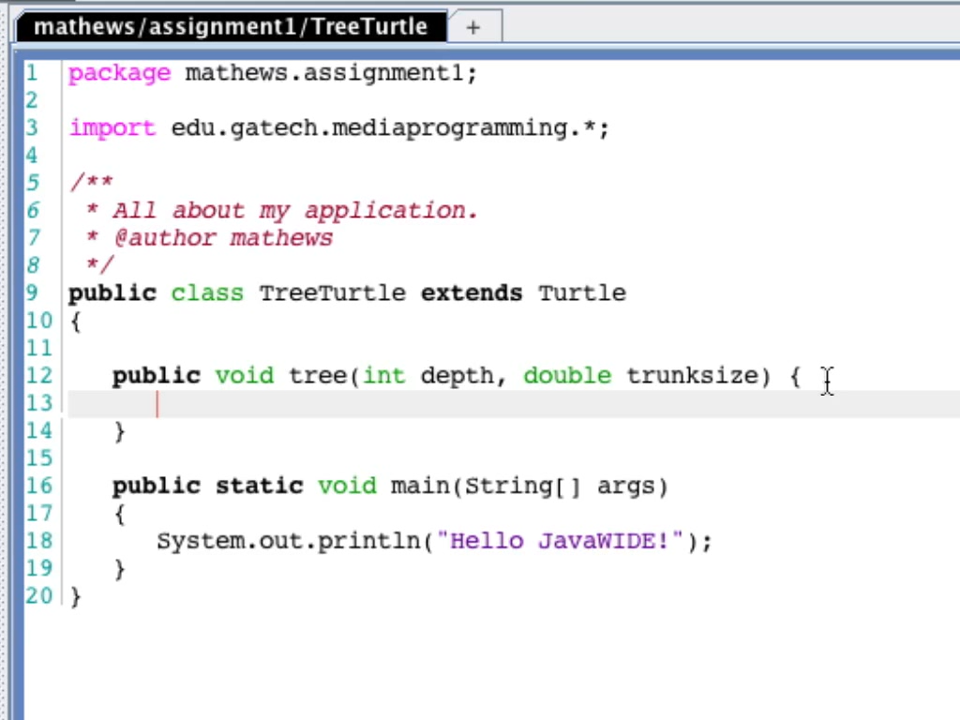 mathews/assignment1/TreeTurtle +
1 package mathews.assignment1;
2
3 import edu.gatech.mediaprogramming.*;
4
5 /**
6  * All about my application.
7  * @author mathews
8  */
9 public class TreeTurtle extends Turtle
10 {
11
12    public void tree(int depth, double trunksize) {
13
14    }
15
16    public static void main(String[] args)
17    {
18       System.out.println("Hello JavaWIDE!");
19    }
20 }